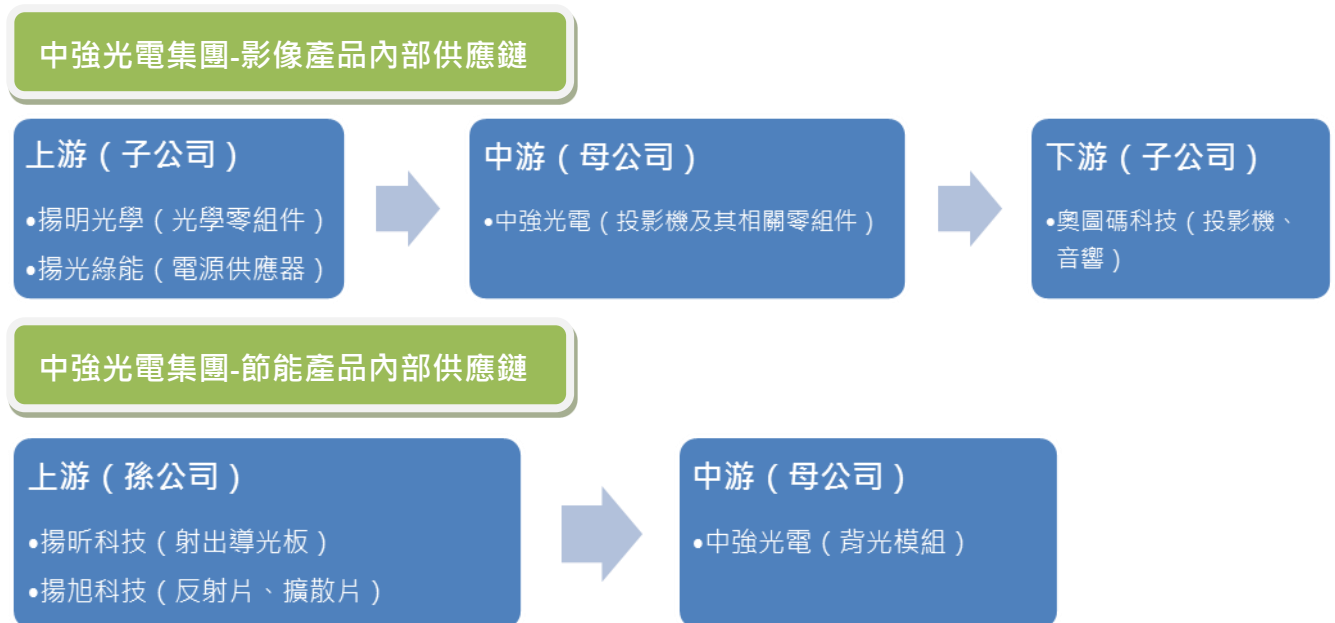 中強光電集團-影像產品內部供應鏈
上游（子公司）
•揚明光學（光學零組件）
•揚光綠能（電源供應器）
中游（母公司）
•中強光電（投影機及其相關零組件）
下游（子公司）
•奧圖碼科技（投影機、
音響）
中強光電集團-節能產品內部供應鏈
上游（孫公司）
•揚昕科技（射出導光板）
•揚旭科技（反射片、擴散片）
中游（母公司）
•中強光電（背光模組）